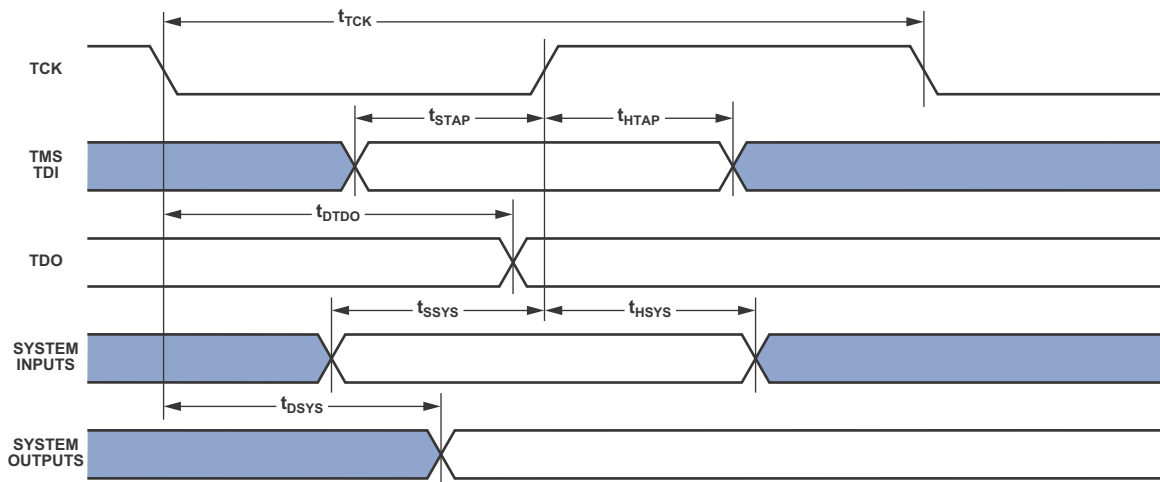 tTCK
TCK
tSTAP
tHTAP
TMS
TDI
tDTDO
TDO
tSSYS
tHSYS
SYSTEM
INPUTS
tDSYS
SYSTEM
OUTPUTS